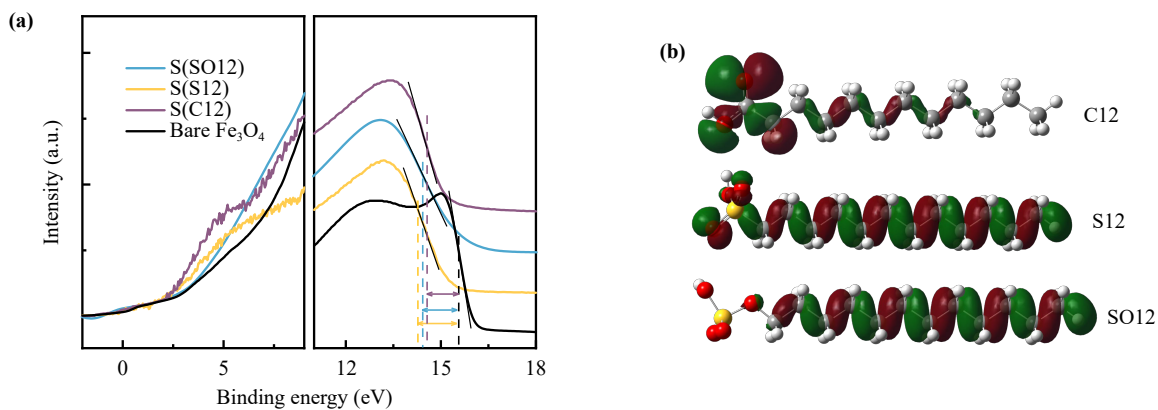 (a)
S(SO12)
S(S12)
S(C12)
Bare Fe₃O₄
Intensity (a.u.)
0 5 12 15 18
Binding energy (eV)
(b)
C12
S12
SO12